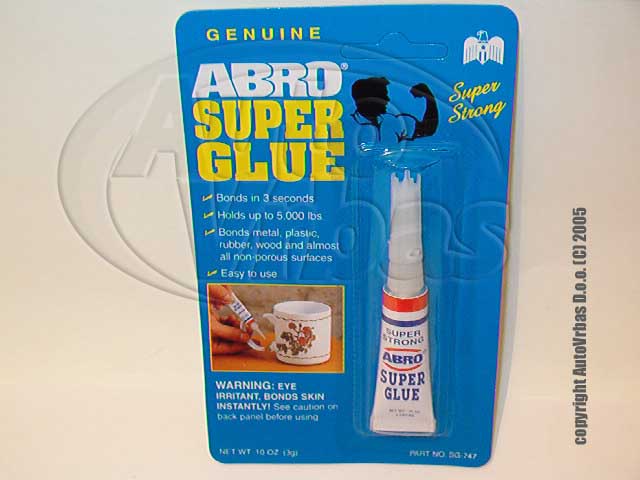 GENUINE
ABRO®
SUPER
GLUE
Super
Strong
Bonds in 3 seconds
Holds up to 5,000 lbs
Bonds metal, plastic,
rubber, wood and almost
all non-porous surfaces
Easy to use
WARNING: EYE
IRRITANT, BONDS SKIN
INSTANTLY! See caution on
back panel before using
NET WT .10 OZ (3g)
PART NO. SG-747
SUPER
STRONG
ABRO
SUPER
GLUE
copyright AutoVrbas D.o.o. (C) 2005